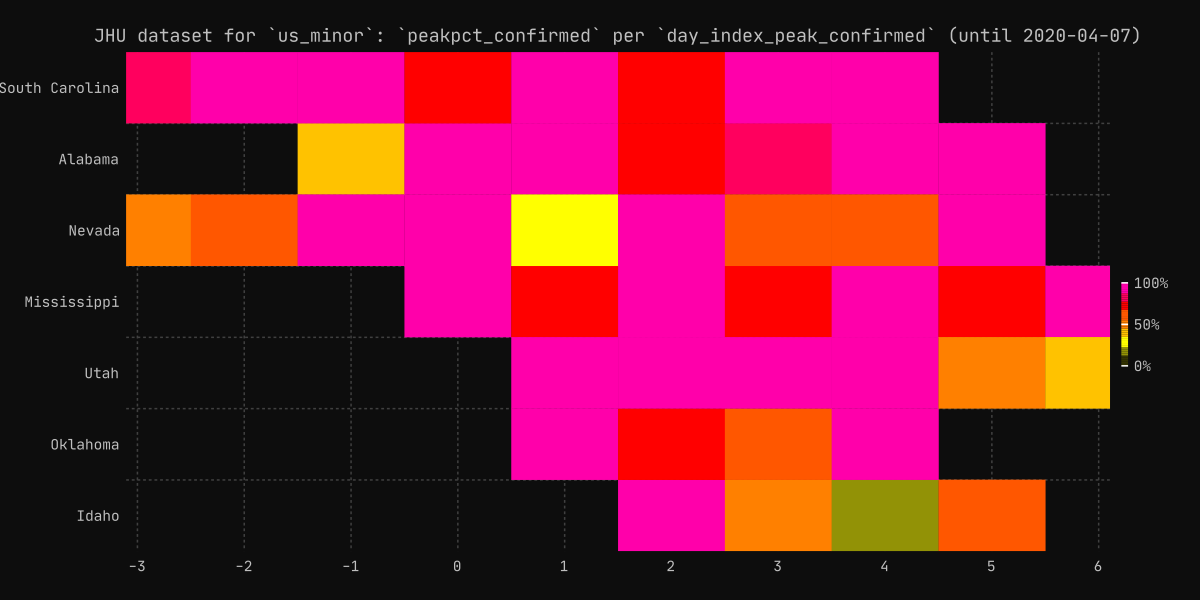 JHU dataset for `us_minor`: `peakpct_confirmed` per `day_index_peak_confirmed` (until 2020-04-07)
South Carolina
Alabama
Nevada
Mississippi
Utah
Oklahoma
Idaho
100%
50%
0%
−3 −2 −1 0 1 2 3 4 5 6